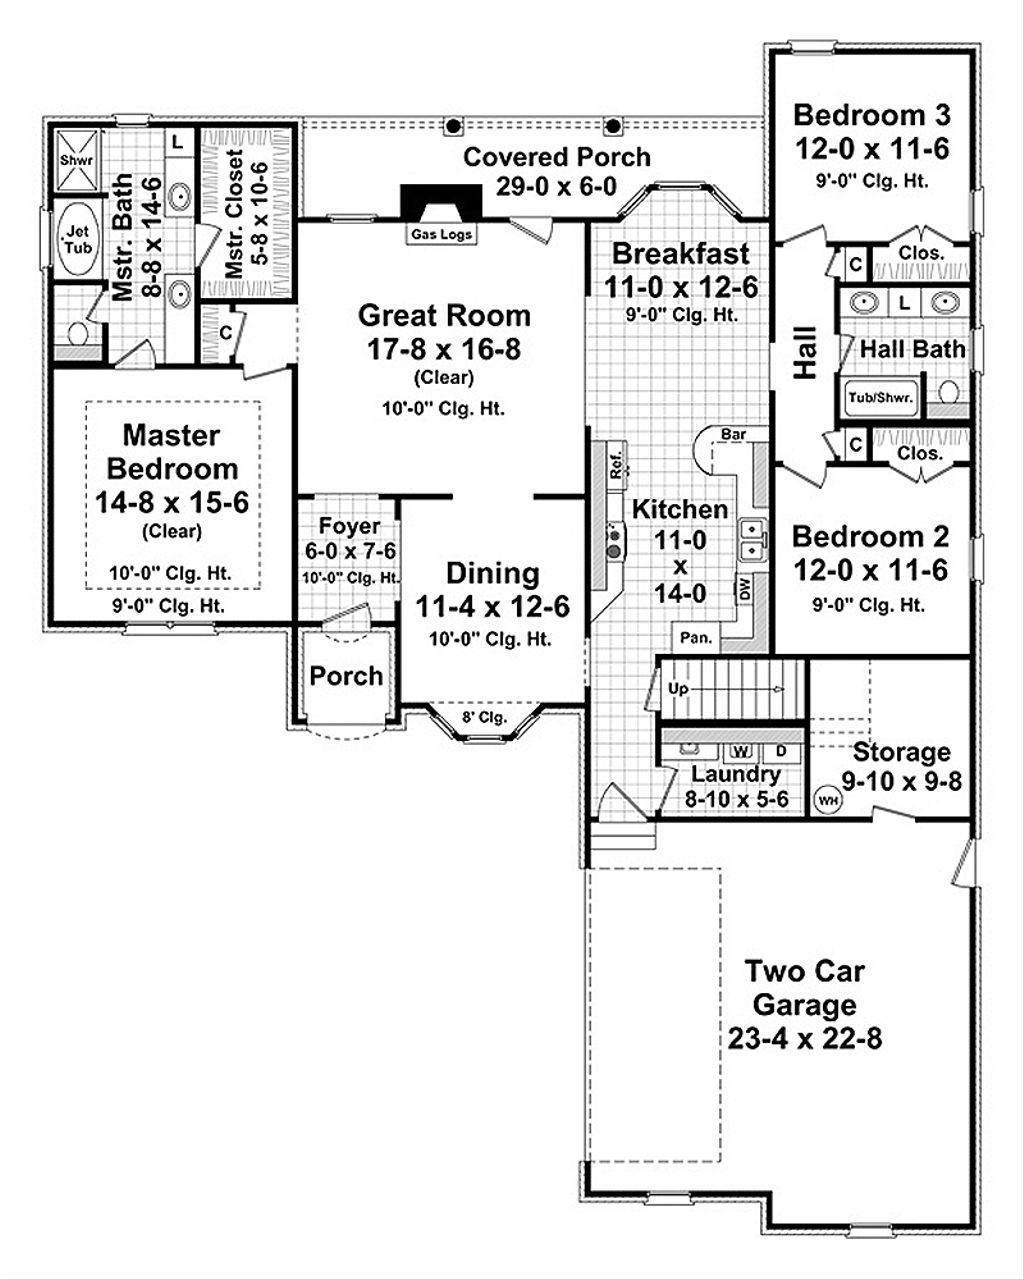 Bedroom 3
12-0 x 11-6
9'-0" Clg. Ht.
Covered Porch
29-0 x 6-0
Shwr
L
Mstr. Bath
8-8 x 14-6
Mstr. Closet
5-8 x 10-6
Jet
Tub
C
Gas Logs
Great Room
17-8 x 16-8
(Clear)
10'-0" Clg. Ht.
Breakfast
11-0 x 12-6
9'-0" Clg. Ht.
C
Clos.
L
Hall
Hall Bath
Tub/Shwr.
C
Clos.
Master
Bedroom
14-8 x 15-6
(Clear)
10'-0" Clg. Ht.
9'-0" Clg. Ht.
Foyer
6-0 x 7-6
10'-0" Clg. Ht.
Dining
11-4 x 12-6
10'-0" Clg. Ht.
8' Clg.
Porch
Bar
Ref.
Kitchen
11-0
x
14-0
DW
Pan.
Bedroom 2
12-0 x 11-6
9'-0" Clg. Ht.
Up
W
D
Laundry
8-10 x 5-6
Storage
9-10 x 9-8
WH
Two Car
Garage
23-4 x 22-8